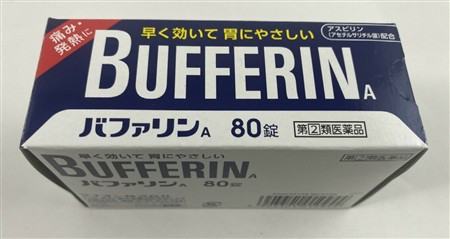 痛み・
発熱に
早く効いて 胃にやさしい
アスピリン
(アセチルサリチル酸)配合
BUFFERIN A
バファリンA 80錠 指定②類医薬品
早く効いて 胃にやさしい
BUFFERIN A
バファリンA 80錠